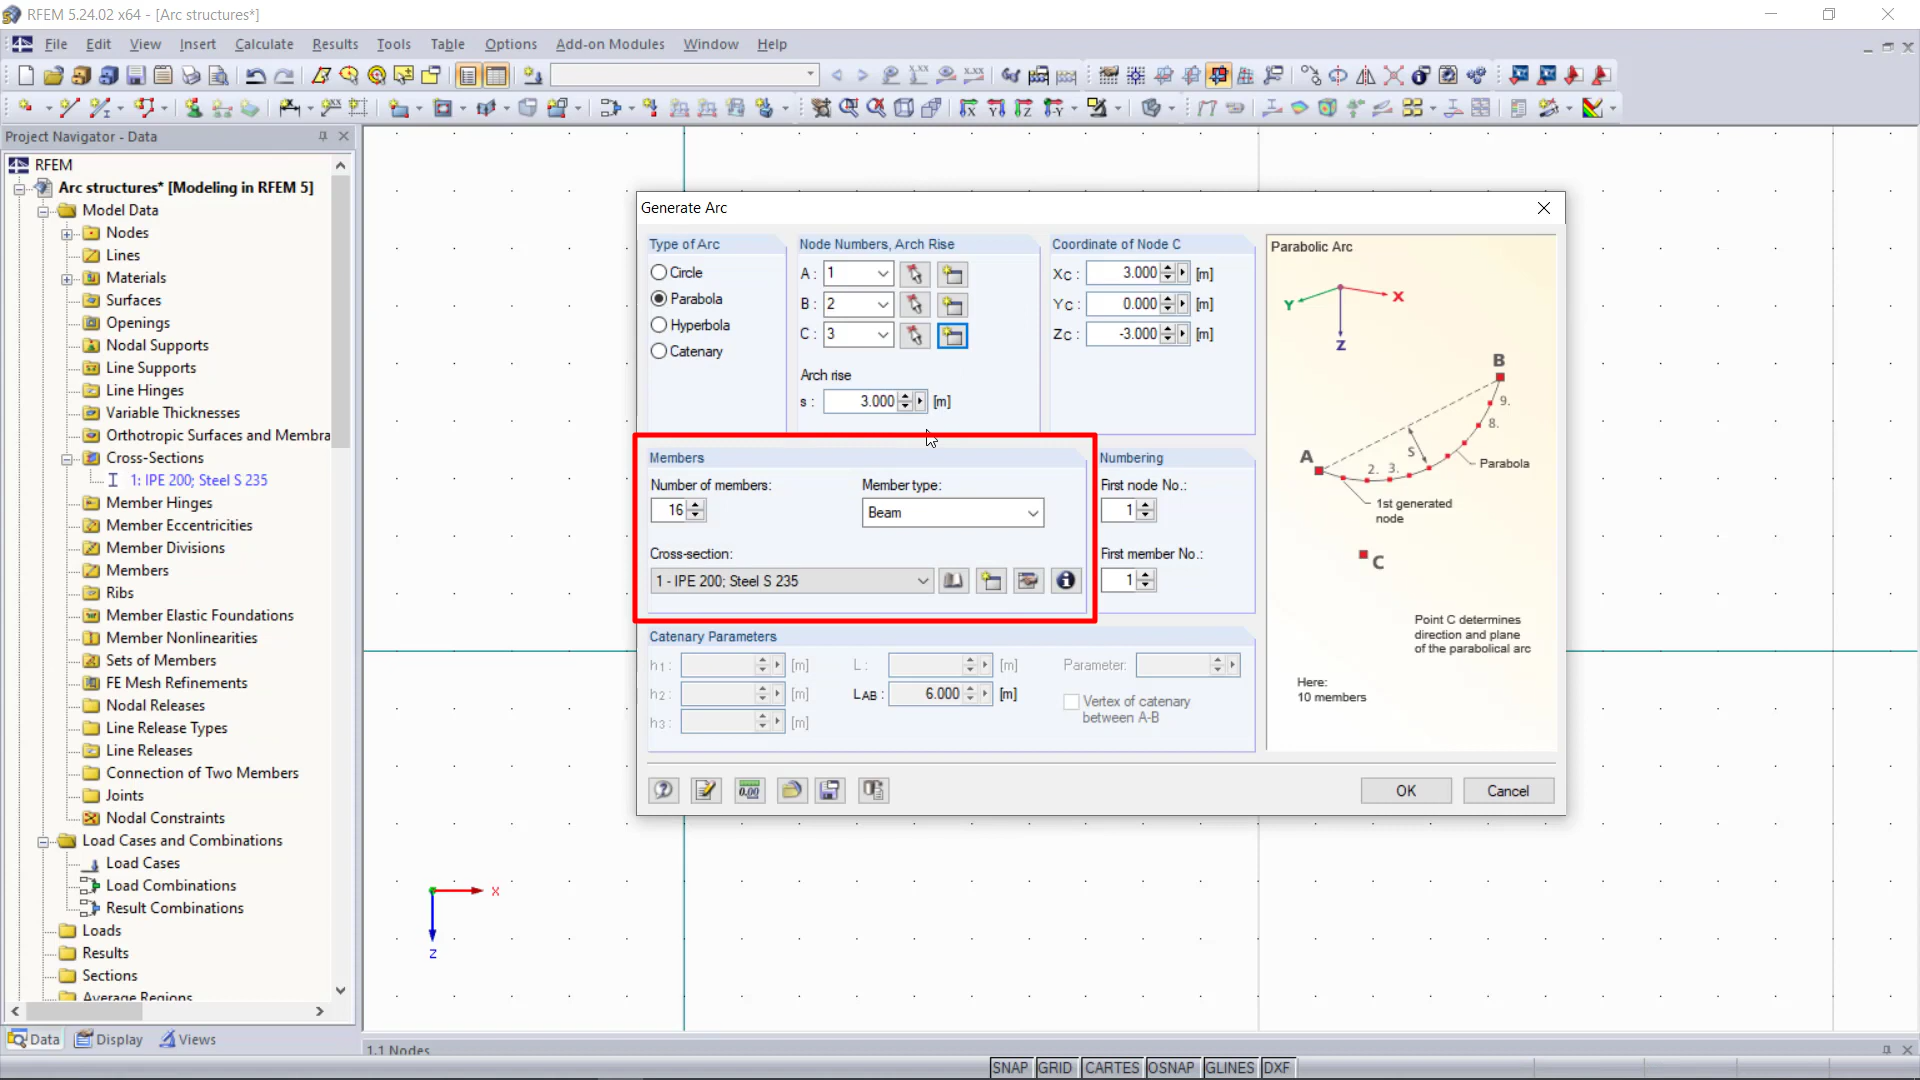 RFEM 5.24.02 x64 - [Arc structures*]
File Edit View Insert Calculate Results Tools Table Options Add-on Modules Window Help
Project Navigator - Data
RFEM
Arc structures* [Modeling in RFEM 5]
Model Data
Nodes
Lines
Materials
Surfaces
Openings
Nodal Supports
Line Supports
Line Hinges
Variable Thicknesses
Orthotropic Surfaces and Membra
Cross-Sections
1: IPE 200; Steel S 235
Member Hinges
Member Eccentricities
Member Divisions
Members
Ribs
Member Elastic Foundations
Member Nonlinearities
Sets of Members
FE Mesh Refinements
Nodal Releases
Line Release Types
Line Releases
Connection of Two Members
Joints
Nodal Constraints
Load Cases and Combinations
Load Cases
Load Combinations
Result Combinations
Loads
Results
Sections
Average Regions
Data Display Views
Generate Arc
Type of Arc
Circle
Parabola
Hyperbola
Catenary
Node Numbers, Arch Rise
A: 1
B: 2
C: 3
Arch rise
s: 3.000 [m]
Coordinate of Node C
XC: 3.000 [m]
YC: 0.000 [m]
ZC: -3.000 [m]
Members
Number of members:
16
Member type:
Beam
Cross-section:
1 - IPE 200; Steel S 235
Numbering
First node No.:
1
First member No.:
1
Catenary Parameters
h1: [m]
h2: [m]
h3: [m]
L: [m]
LAB: 6.000 [m]
Parameter:
Vertex of catenary
between A-B
Parabolic Arc
Y X
Z
B
9.
8.
A
S
2. 3.
Parabola
1st generated
node
C
Point C determines
direction and plane
of the parabolical arc
Here:
10 members
0.00
OK Cancel
X
Z
1.1 Nodes
SNAP GRID CARTES OSNAP GLINES DXF